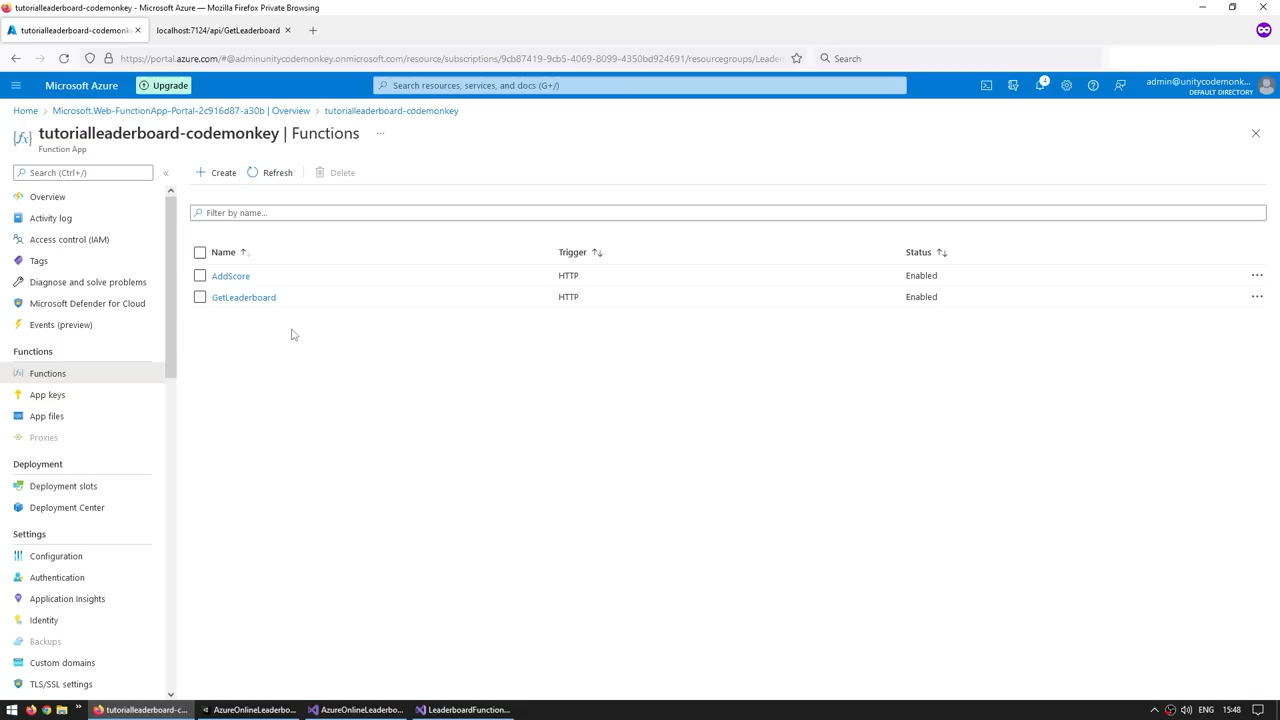 tutorialleaderboard-codemonkey - Microsoft Azure — Mozilla Firefox Private Browsing
tutorialleaderboard-codemonk
localhost:7124/api/GetLeaderboard
https://portal.azure.com/#@adminunitycodemonkey.onmicrosoft.com/resource/subscriptions/9cb87419-9cb5-4069-8099-4350bd924691/resourcegroups/Leade
Search
Microsoft Azure
Upgrade
Search resources, services, and docs (G+/)
4
admin@unitycodemonk...
DEFAULT DIRECTORY
Home > Microsoft.Web-FunctionApp-Portal-2c916d87-a30b | Overview > tutorialleaderboard-codemonkey
tutorialleaderboard-codemonkey | Functions ...
Function App
Search (Ctrl+/)
«
Create
Refresh
Delete
Overview
Activity log
Access control (IAM)
Tags
Diagnose and solve problems
Microsoft Defender for Cloud
Events (preview)
Functions
Functions
App keys
App files
Proxies
Deployment
Deployment slots
Deployment Center
Settings
Configuration
Authentication
Application Insights
Identity
Backups
Custom domains
TLS/SSL settings
Filter by name...
Name ↑↓ Trigger ↑↓ Status ↑↓
AddScore HTTP Enabled ...
GetLeaderboard HTTP Enabled ...
tutorialleaderboard-c...
AzureOnlineLeaderbo...
AzureOnlineLeaderbo...
LeaderboardFunction...
ENG
15:48